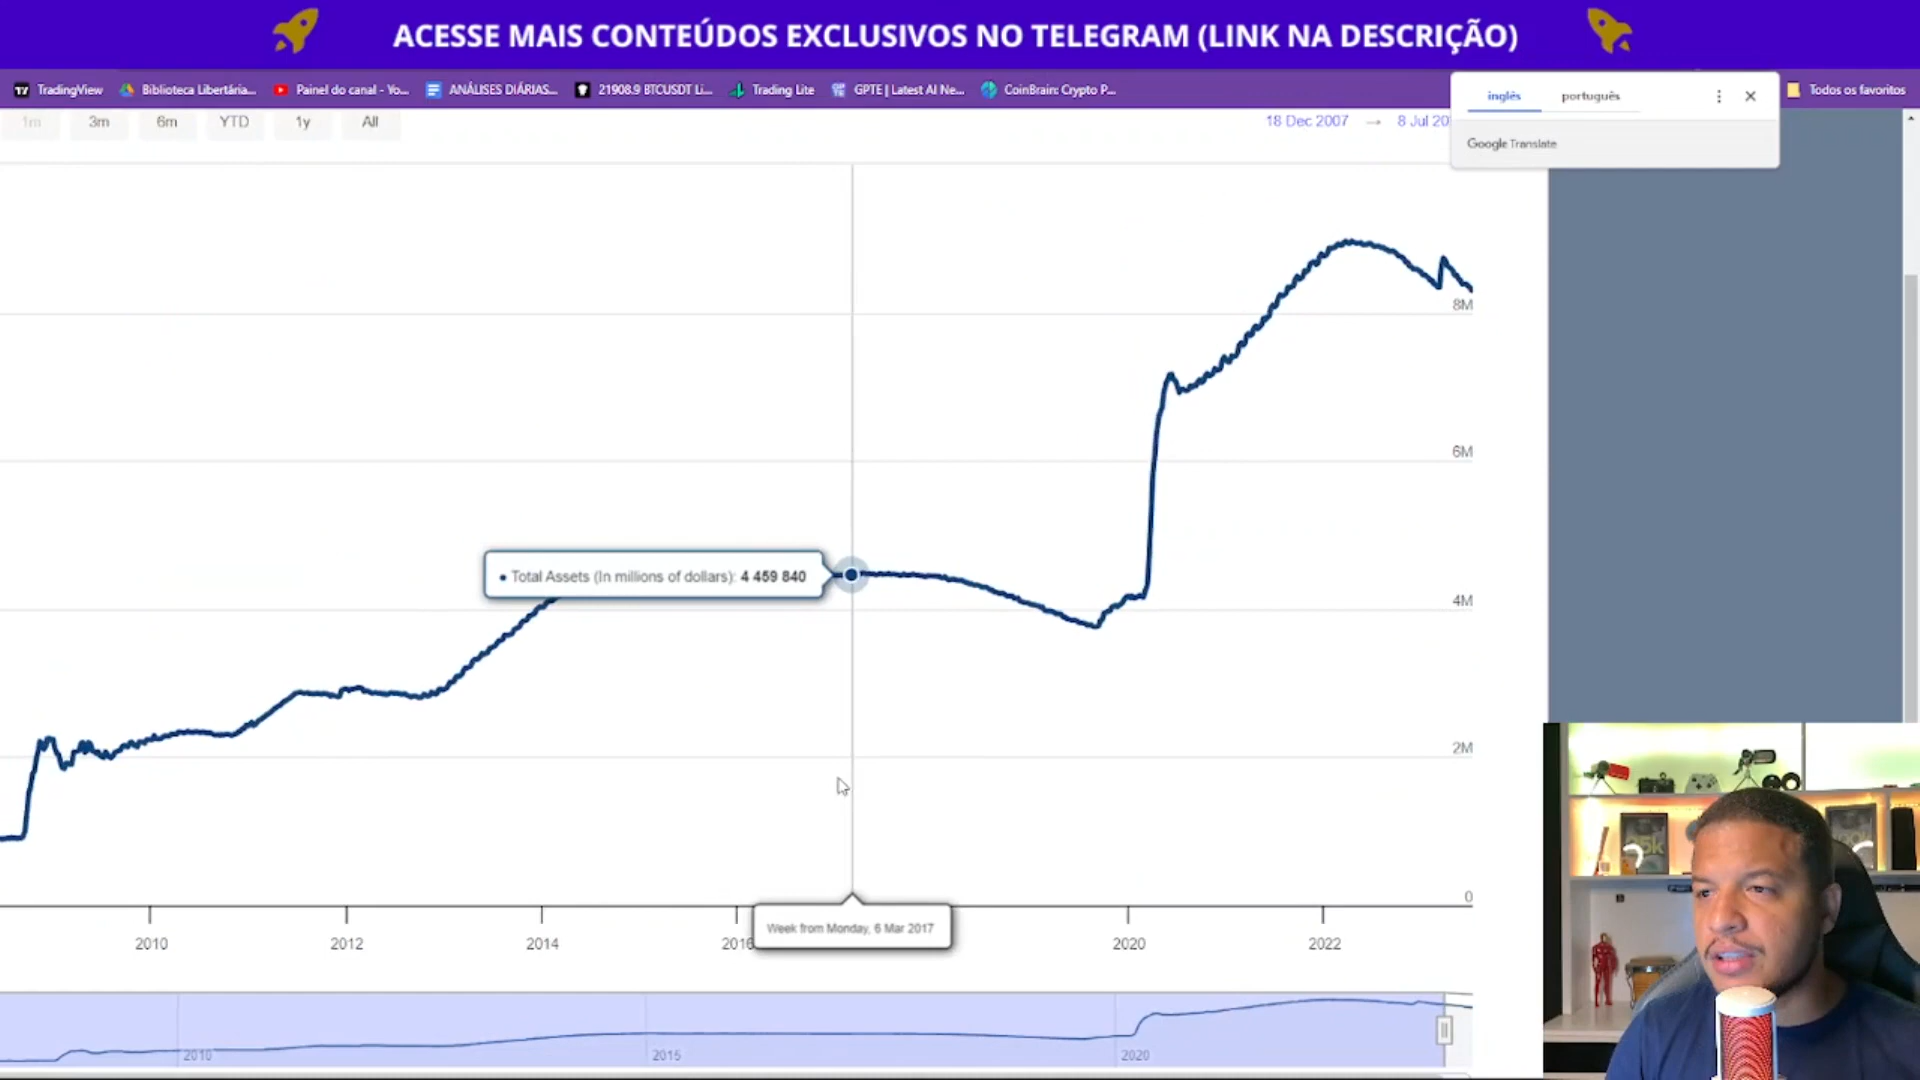 ACESSE MAIS CONTEÚDOS EXCLUSIVOS NO TELEGRAM (LINK NA DESCRIÇÃO)
TradingView Biblioteca Libertária... Painel do canal - Yo... ANÁLISES DIÁRIAS... 21908.9 BTCUSDT Li... Trading Lite GPTE | Latest AI Ne... CoinBrain: Crypto P... Todos os favoritos
inglês português
Google Translate
1m 3m 6m YTD 1y All
18 Dec 2007 → 8 Jul 20
8M
6M
Total Assets (In millions of dollars): 4 459 840
4M
2M
0
Week from Monday, 6 Mar 2017
2010 2012 2014 2016 2020 2022
2010 2015 2020